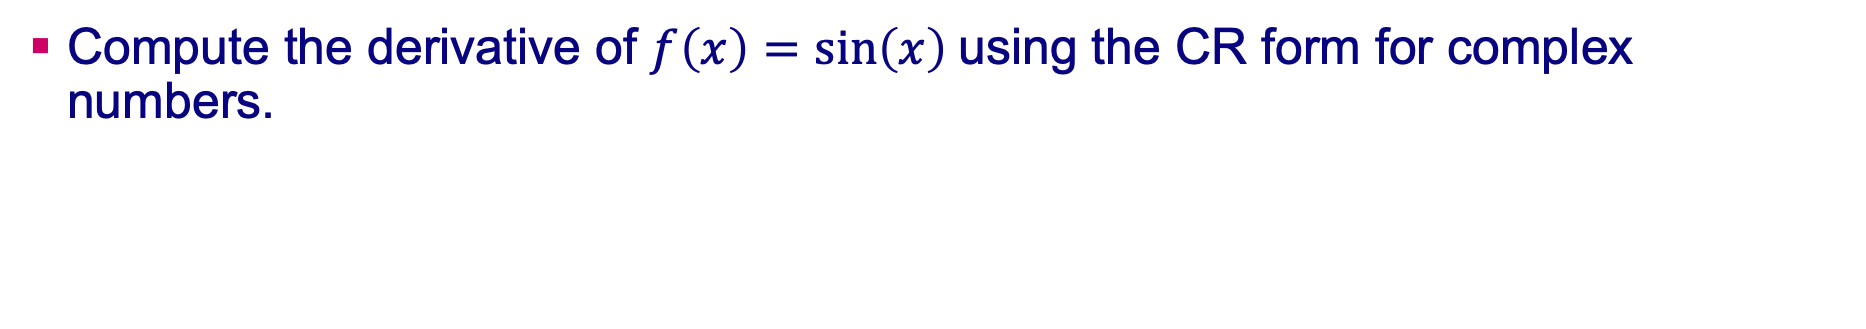 ▪ Compute the derivative of f(x) = sin(x) using the CR form for complex
numbers.